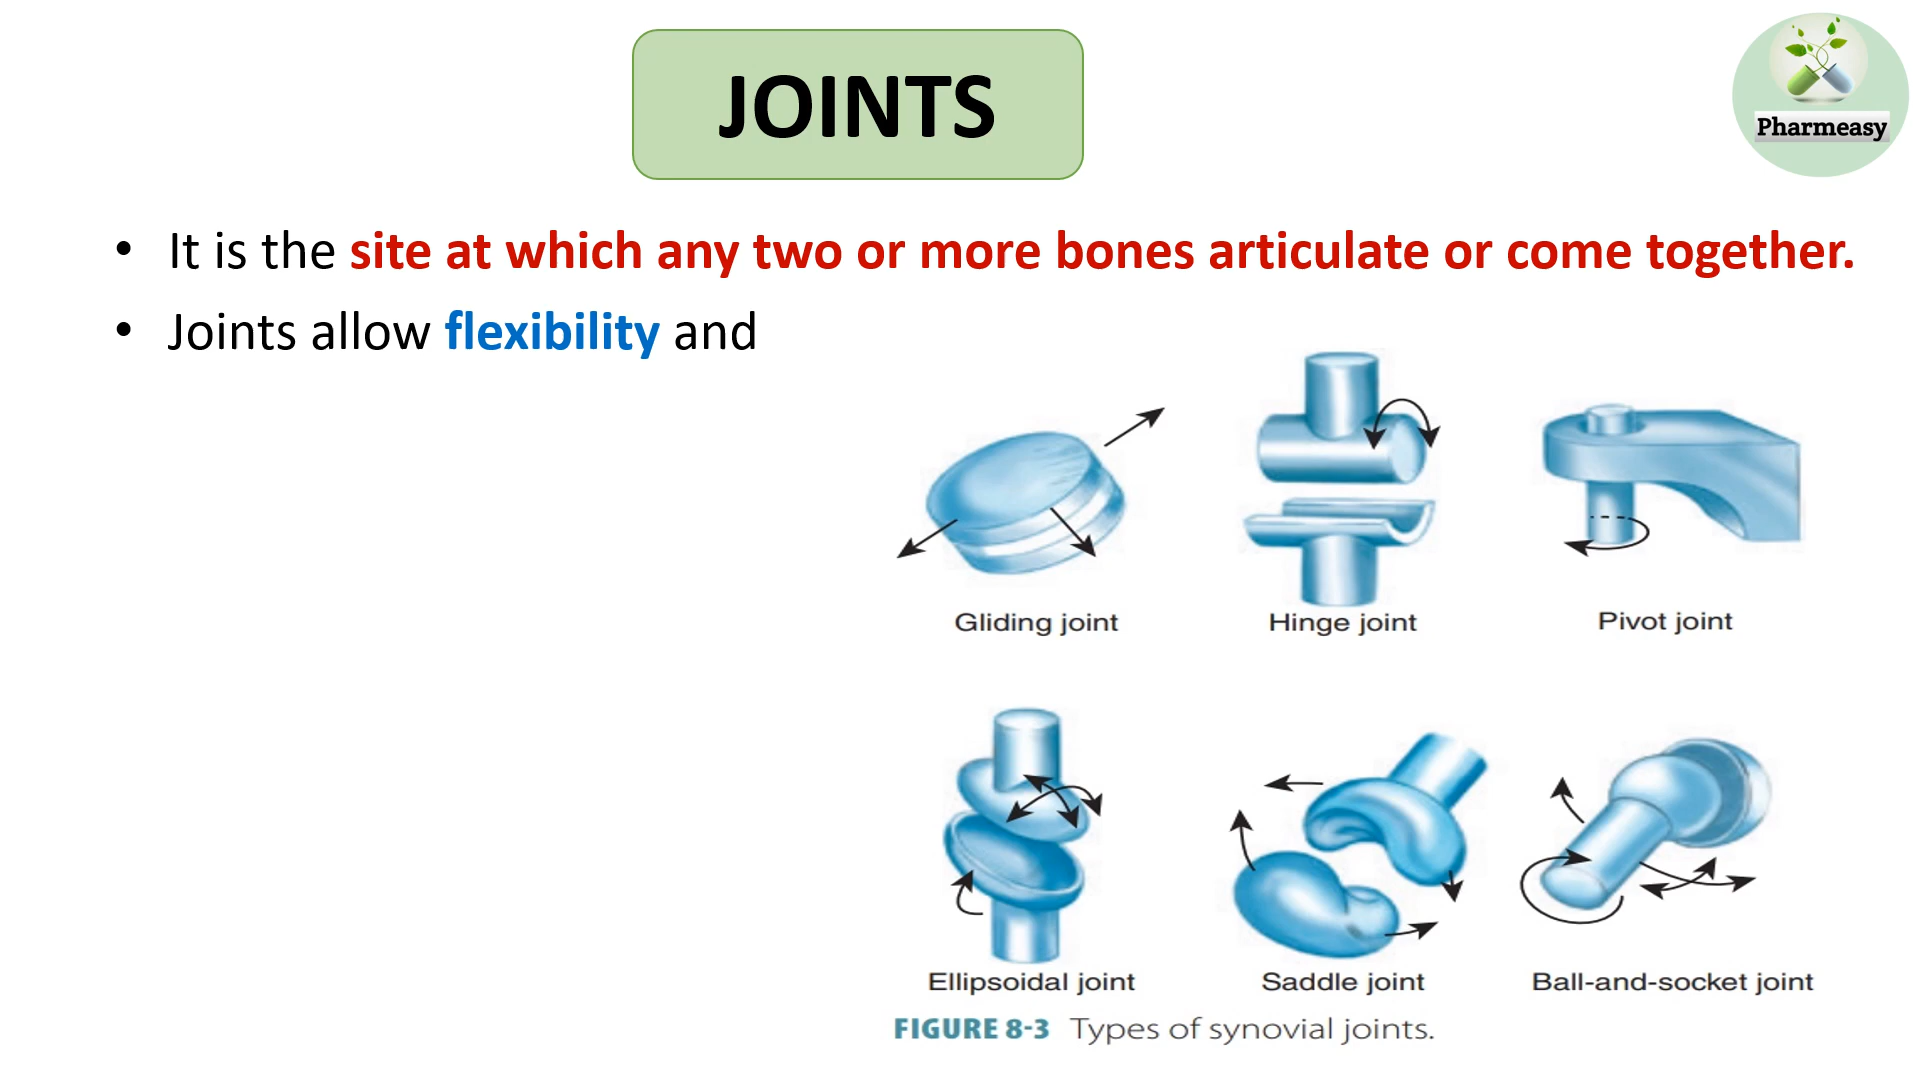 JOINTS
Pharmeasy
• It is the site at which any two or more bones articulate or come together.
• Joints allow flexibility and
Gliding joint
Hinge joint
Pivot joint
Ellipsoidal joint
Saddle joint
Ball-and-socket joint
FIGURE 8-3 Types of synovial joints.